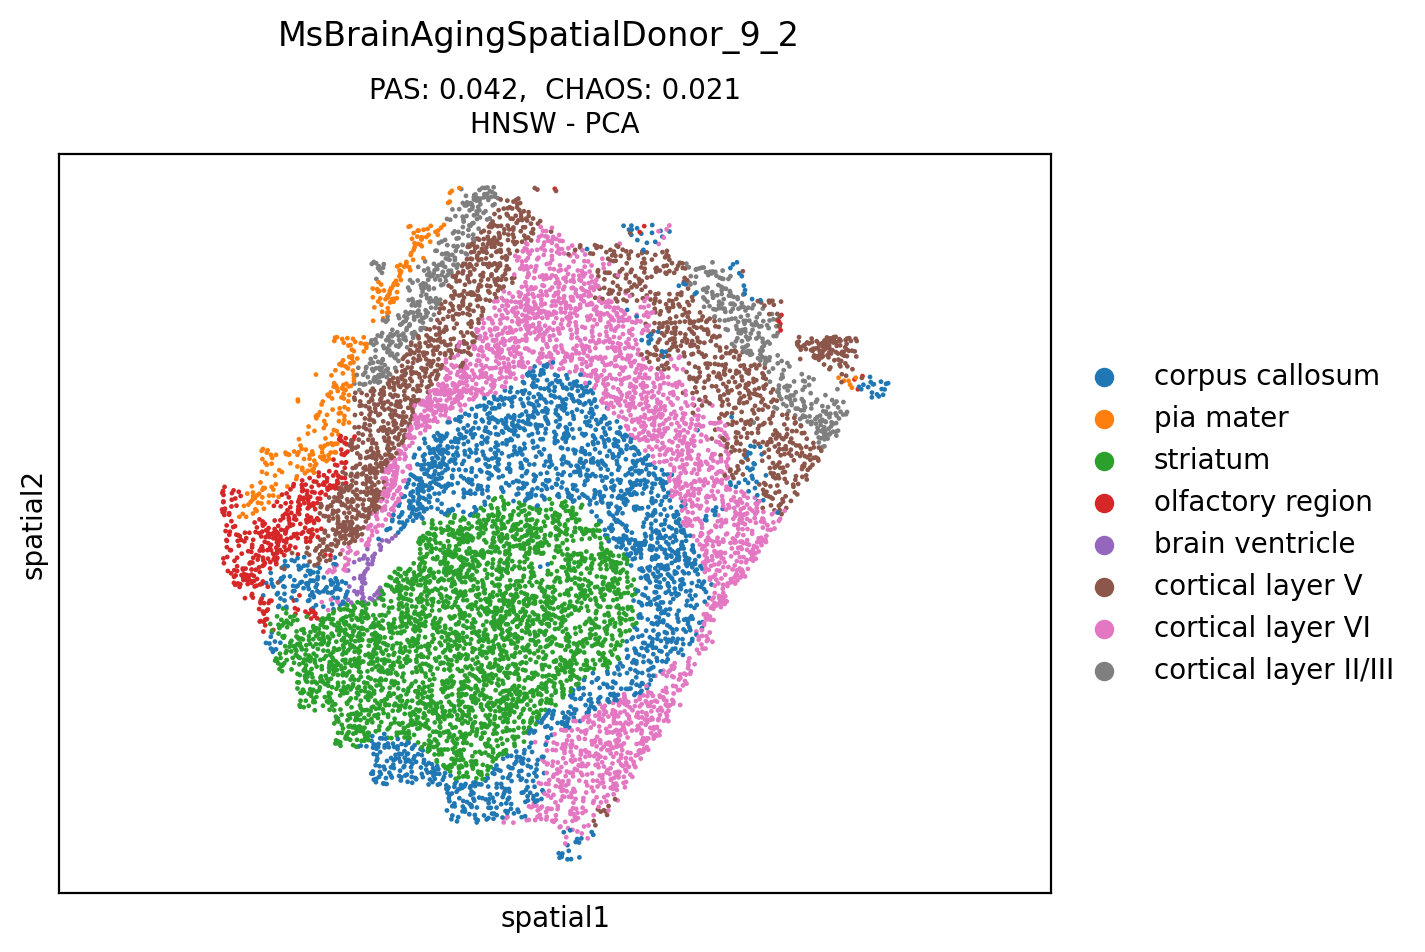 MsBrainAgingSpatialDonor_9_2
PAS: 0.042,  CHAOS: 0.021
HNSW - PCA
spatial2
spatial1
corpus callosum
pia mater
striatum
olfactory region
brain ventricle
cortical layer V
cortical layer VI
cortical layer II/III